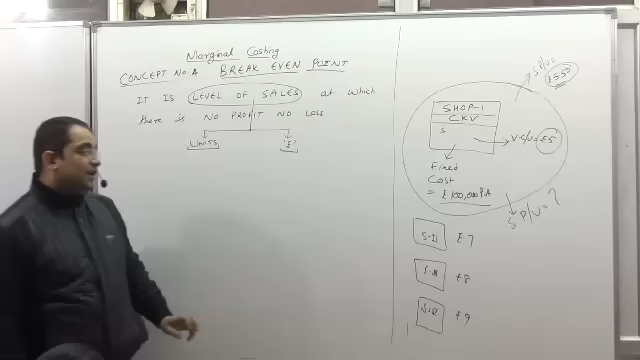 Marginal Costing
CONCEPT NO.A BREAK EVEN POINT
IT IS LEVEL OF SALES at which
there is NO PROFIT NO LOSS
Units
'£'
S.P/U=
SHOP-1
CKV
S
V.C/U=£5
Fixed
Cost
= £100,000 P.A
S.P/U=?
S-II £7
£8
£9